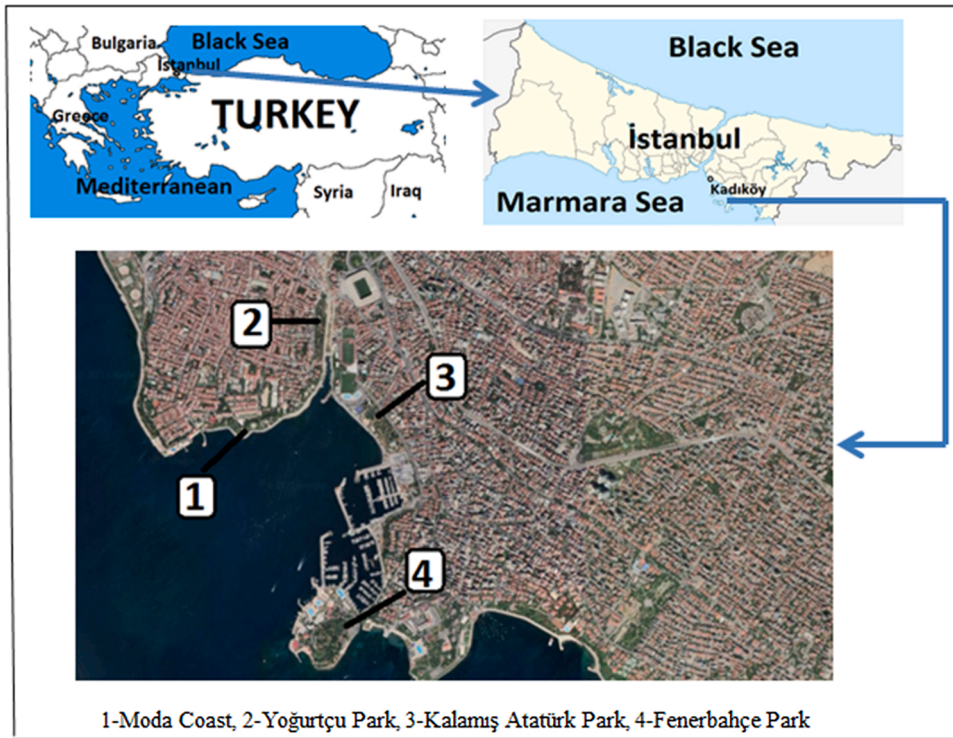 Bulgaria
Black Sea
İstanbul
Greece
TURKEY
Mediterranean
Syria
Iraq
Black Sea
İstanbul
Kadıköy
Marmara Sea
2
3
1
4
1-Moda Coast, 2-Yoğurtçu Park, 3-Kalamış Atatürk Park, 4-Fenerbahçe Park